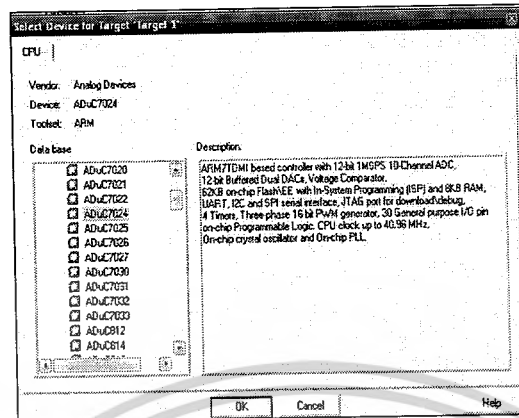 Select Device for Target 'Target 1'
CPU
Vendor: Analog Devices
Device: ADuC7024
Toolset: ARM
Data base
ADuC7020
ADuC7021
ADuC7022
ADuC7024
ADuC7025
ADuC7026
ADuC7027
ADuC7030
ADuC7031
ADuC7032
ADuC7033
ADuC812
ADuC814
Description:
ARM7TDMI based controller with 12-bit 1MSPS 10-Channel ADC,
12-bit Buffered Dual DACs, Voltage Comparator.
62KB on-chip Flash\EE with In-System Programming (ISP) and 8KB RAM,
UART, I2C and SPI serial interface, JTAG port for download\debug,
4 Timers, Three phase 16 bit PWM generator, 30 General purpose I/O pin
on-chip Programmable Logic. CPU clock up to 40.96 MHz,
On-chip crystal oscillator and On-chip PLL.
OK
Cancel
Help